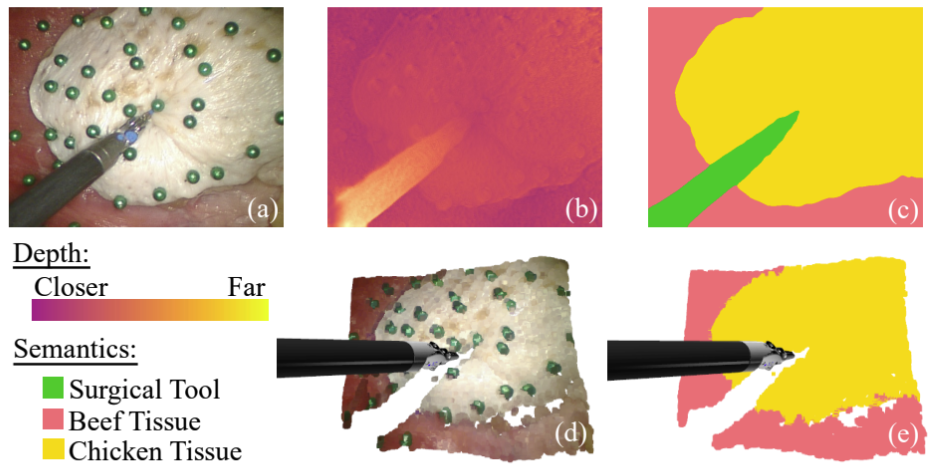 (a)
(b)
(c)
Depth:
Closer Far
Semantics:
Surgical Tool
Beef Tissue
Chicken Tissue
(d)
(e)